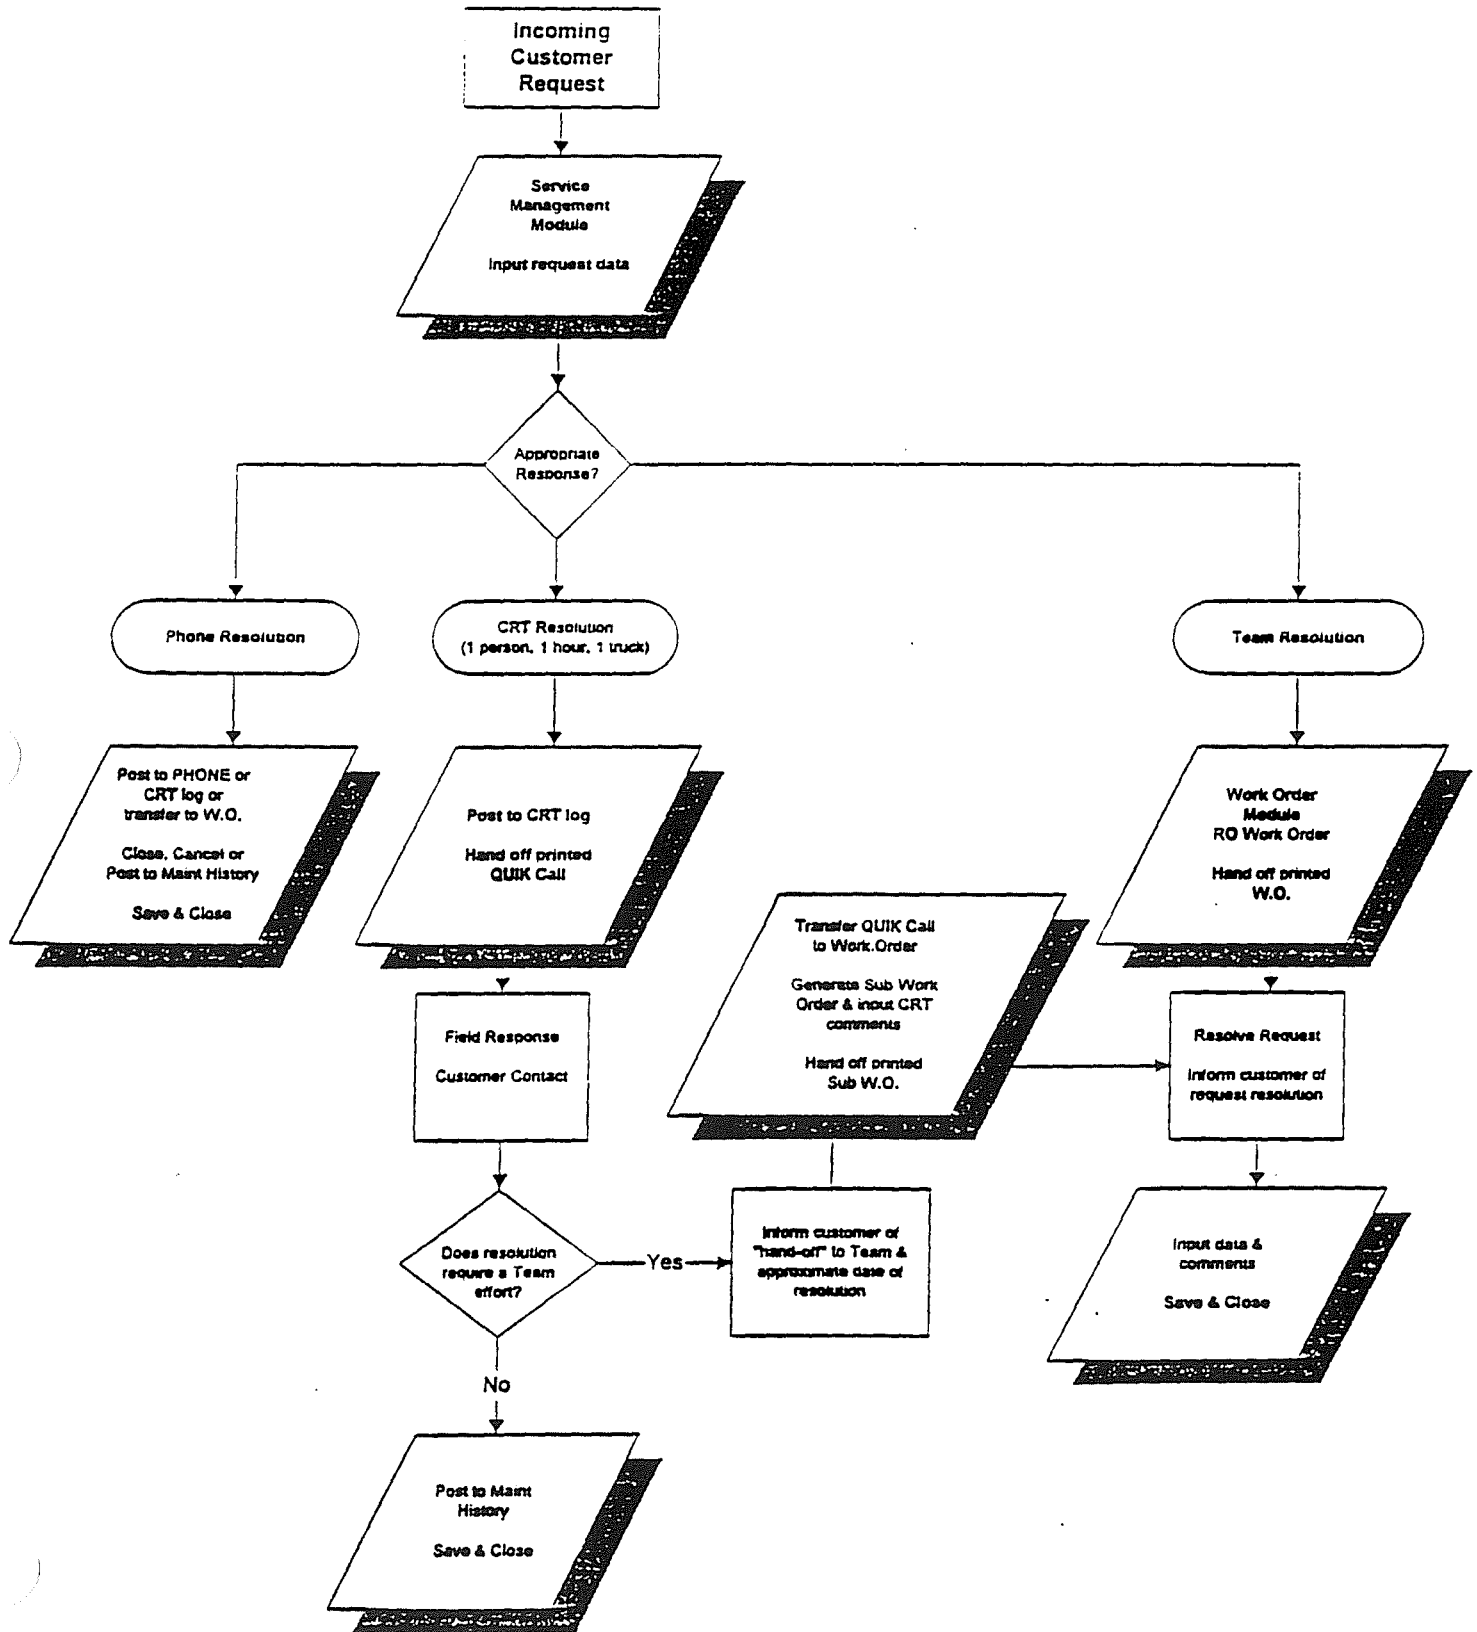 Incoming
Customer
Request
Service
Management
Module
Input request data
Appropriate
Response?
Phone Resolution
CRT Resolution
(1 person, 1 hour, 1 truck)
Team Resolution
Post to PHONE or
CRT log or
transfer to W.O.
Close, Cancel or
Post to Maint History
Save & Close
Post to CRT log
Hand off printed
QUIK Call
Work Order
Module
RO Work Order
Hand off printed
W.O.
Transfer QUIK Call
to Work.Order
Generate Sub Work
Order & input CRT
comments
Hand off printed
Sub W.O.
Field Response
Customer Contact
Resolve Request
Inform customer of
request resolution
Does resolution
require a Team
effort?
Yes
Inform customer of
"hand-off" to Team &
approximate date of
resolution
Input data &
comments
Save & Close
No
Post to Maint
History
Save & Close